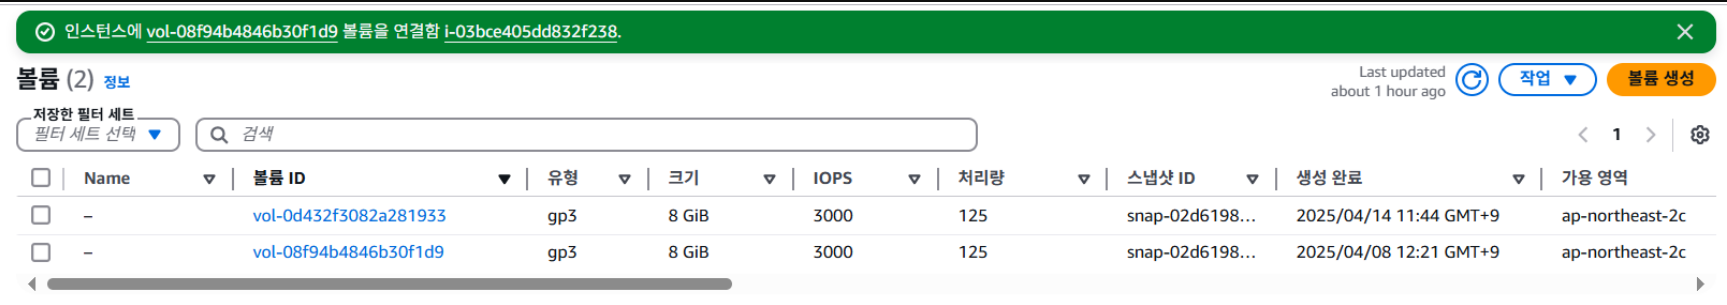 인스턴스에 vol-08f94b4846b30f1d9 볼륨을 연결함 i-03bce405dd832f238.
볼륨 (2) 정보
Last updated
about 1 hour ago
작업
볼륨 생성
저장한 필터 세트
필터 세트 선택
검색
1
Name 볼륨 ID 유형 크기 IOPS 처리량 스냅샷 ID 생성 완료 가용 영역
– vol-0d432f3082a281933 gp3 8 GiB 3000 125 snap-02d6198... 2025/04/14 11:44 GMT+9 ap-northeast-2c
– vol-08f94b4846b30f1d9 gp3 8 GiB 3000 125 snap-02d6198... 2025/04/08 12:21 GMT+9 ap-northeast-2c